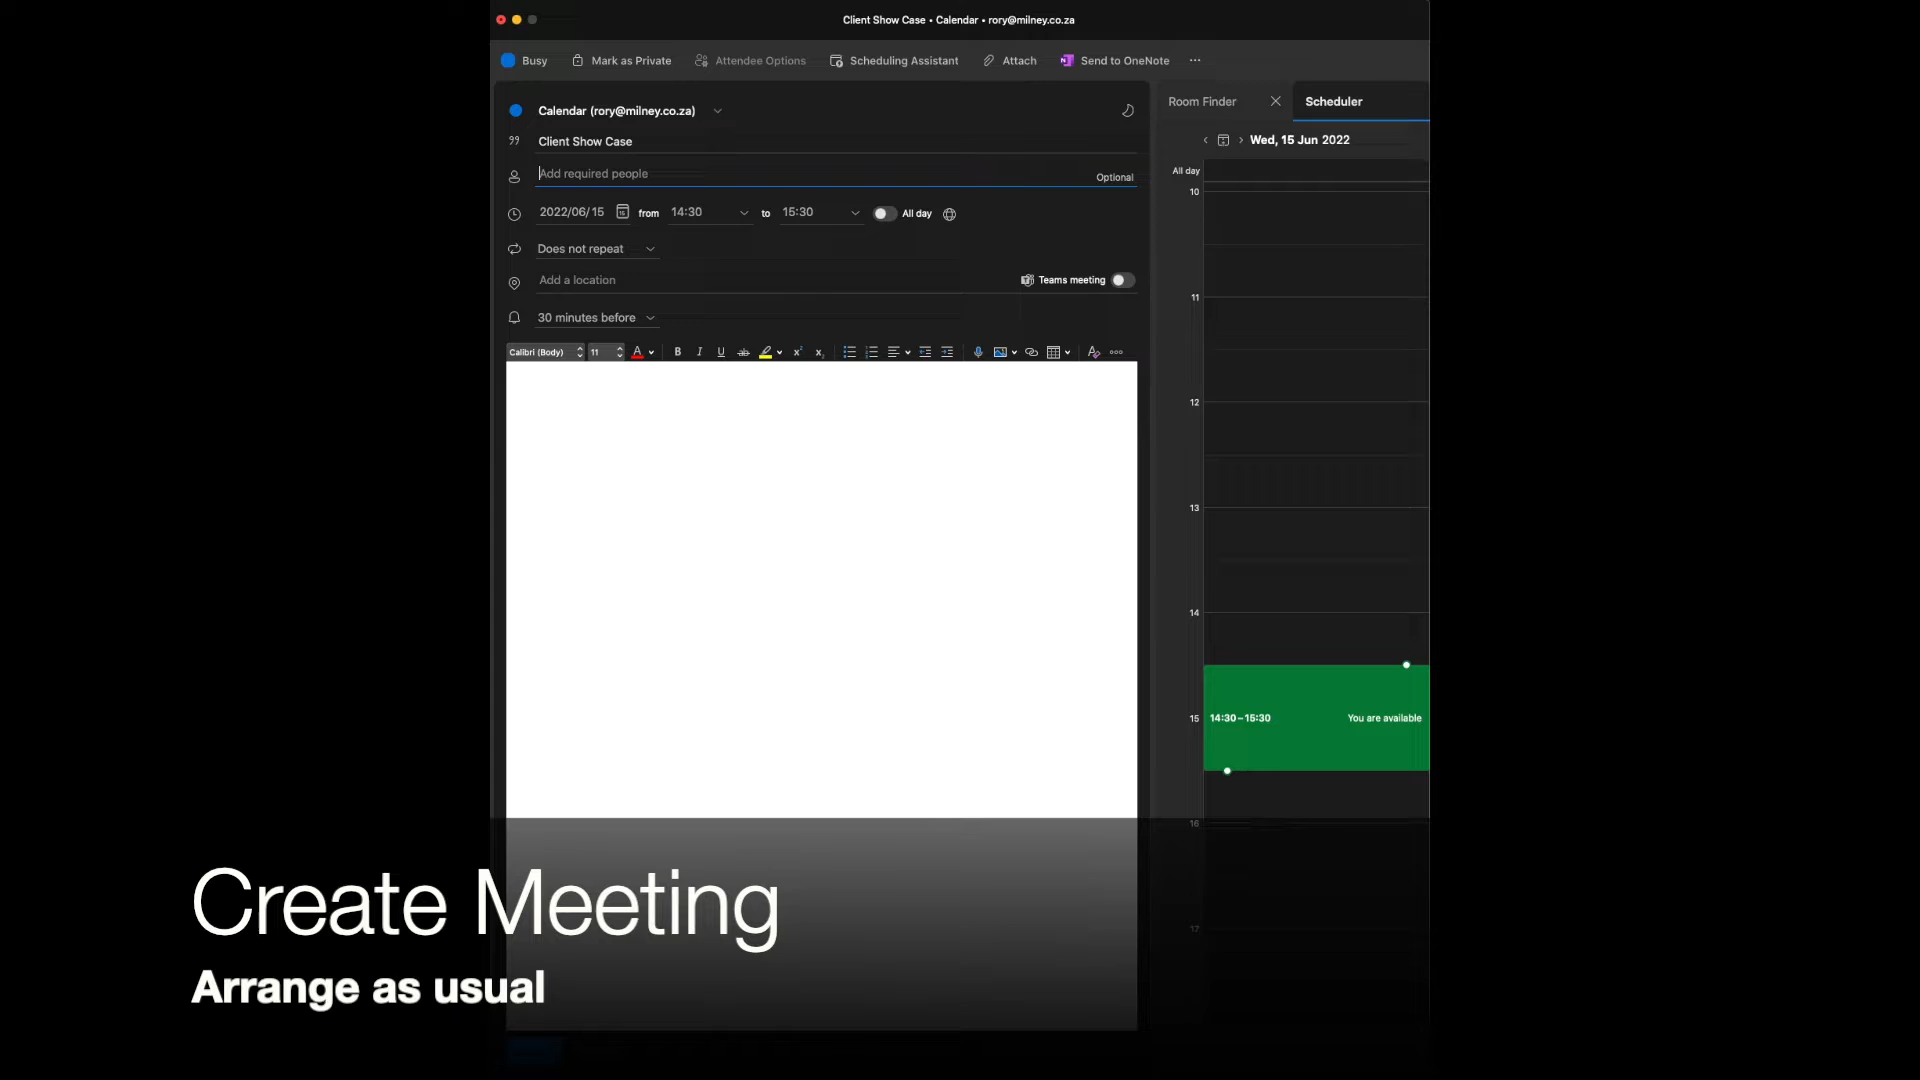 Client Show Case • Calendar • rory@milney.co.za
Busy
Mark as Private
Attendee Options
Scheduling Assistant
Attach
Send to OneNote
Calendar (rory@milney.co.za)
Client Show Case
Add required people
Optional
2022/06/15 from 14:30 to 15:30 All day
Does not repeat
Add a location
Teams meeting
30 minutes before
Calibri (Body) 11 A B I U ab x² x₂
Room Finder
Scheduler
Wed, 15 Jun 2022
All day
10
11
12
13
14
15
14:30 – 15:30 You are available
16
17
Create Meeting
Arrange as usual